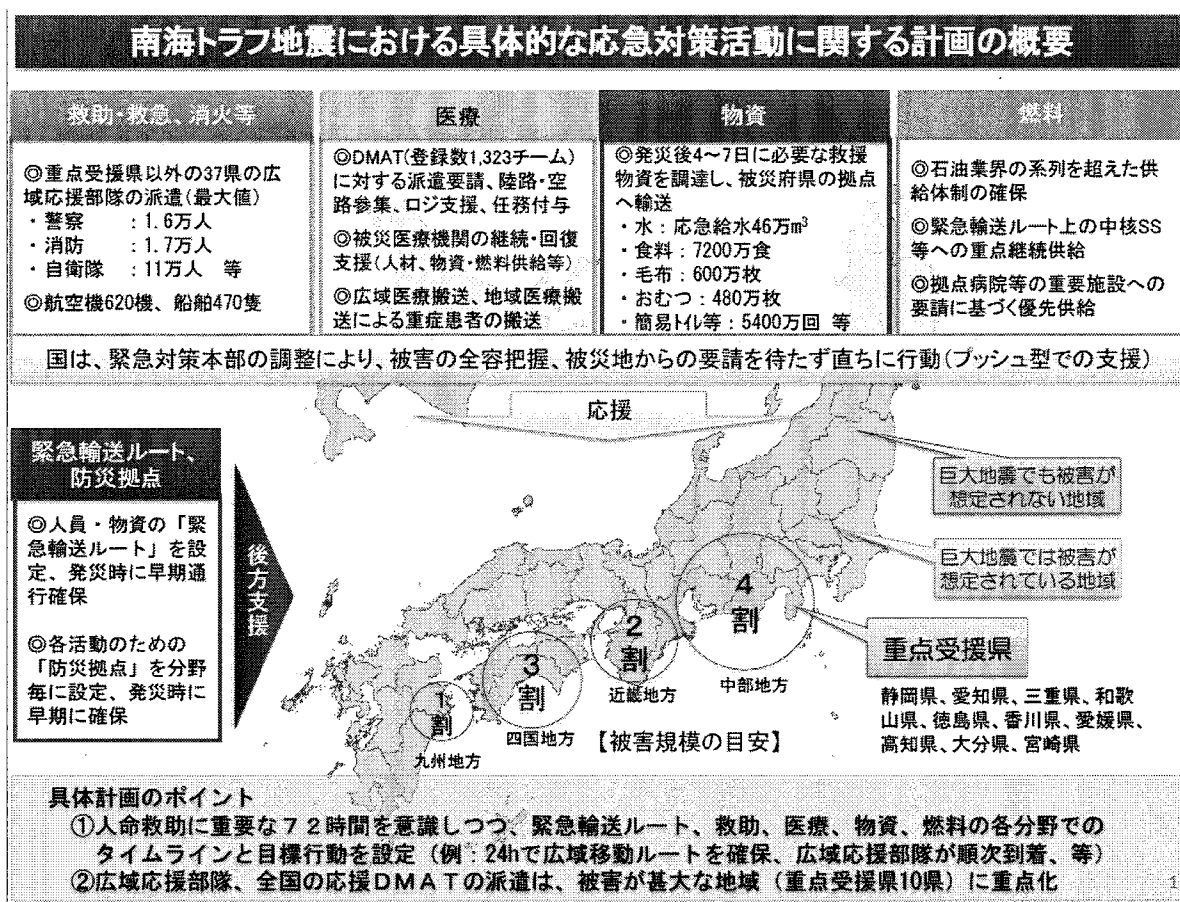 南海トラフ地震における具体的な応急対策活動に関する計画の概要
救助・救急、消火等
◎重点受援県以外の37県の広
域応援部隊の派遣(最大値)
・警察　　：1.6万人
・消防　　：1.7万人
・自衛隊　：11万人　等
◎航空機620機、船舶470隻
医療
◎DMAT(登録数1,323チーム)
に対する派遣要請、陸路・空
路参集、ロジ支援、任務付与
◎被災医療機関の継続・回復
支援(人材、物資・燃料供給等)
◎広域医療搬送、地域医療搬
送による重症患者の搬送
物資
◎発災後4〜7日に必要な救援
物資を調達し、被災府県の拠点
へ輸送
・水：応急給水46万m³
・食料：7200万食
・毛布：600万枚
・おむつ：480万枚
・簡易トイレ等：5400万回 等
燃料
◎石油業界の系列を超えた供
給体制の確保
◎緊急輸送ルート上の中核SS
等への重点継続供給
◎拠点病院等の重要施設への
要請に基づく優先供給
国は、緊急対策本部の調整により、被害の全容把握、被災地からの要請を待たず直ちに行動(プッシュ型での支援)
応援
緊急輸送ルート、
防災拠点
◎人員・物資の「緊
急輸送ルート」を設
定、発災時に早期通
行確保
◎各活動のための
「防災拠点」を分野
毎に設定、発災時に
早期に確保
後方支援
巨大地震でも被害が
想定されない地域
巨大地震では被害が
想定されている地域
重点受援県
静岡県、愛知県、三重県、和歌
山県、徳島県、香川県、愛媛県、
高知県、大分県、宮崎県
4
割
中部地方
2
割
近畿地方
3
割
四国地方
1
割
九州地方
【被害規模の目安】
具体計画のポイント
①人命救助に重要な７２時間を意識しつつ、緊急輸送ルート、救助、医療、物資、燃料の各分野での
タイムラインと目標行動を設定（例：24hで広域移動ルートを確保、広域応援部隊が順次到着、等）
②広域応援部隊、全国の応援ＤＭＡＴの派遣は、被害が甚大な地域（重点受援県10県）に重点化
1